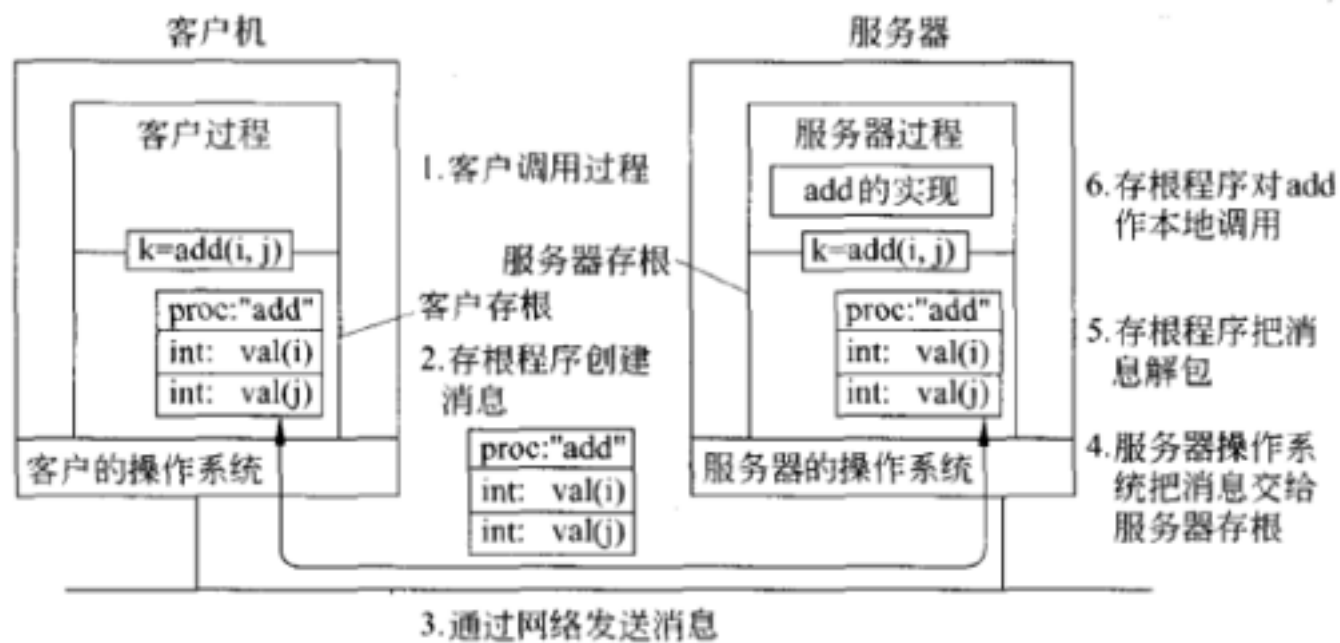 客户机
服务器
客户过程
k=add(i, j)
proc:"add"
int: val(i)
int: val(j)
客户的操作系统
1.客户调用过程
服务器存根
客户存根
2.存根程序创建
消息
proc:"add"
int: val(i)
int: val(j)
3.通过网络发送消息
服务器过程
add的实现
k=add(i, j)
proc:"add"
int: val(i)
int: val(j)
服务器的操作系统
6.存根程序对add
作本地调用
5.存根程序把消
息解包
4.服务器操作系
统把消息交给
服务器存根